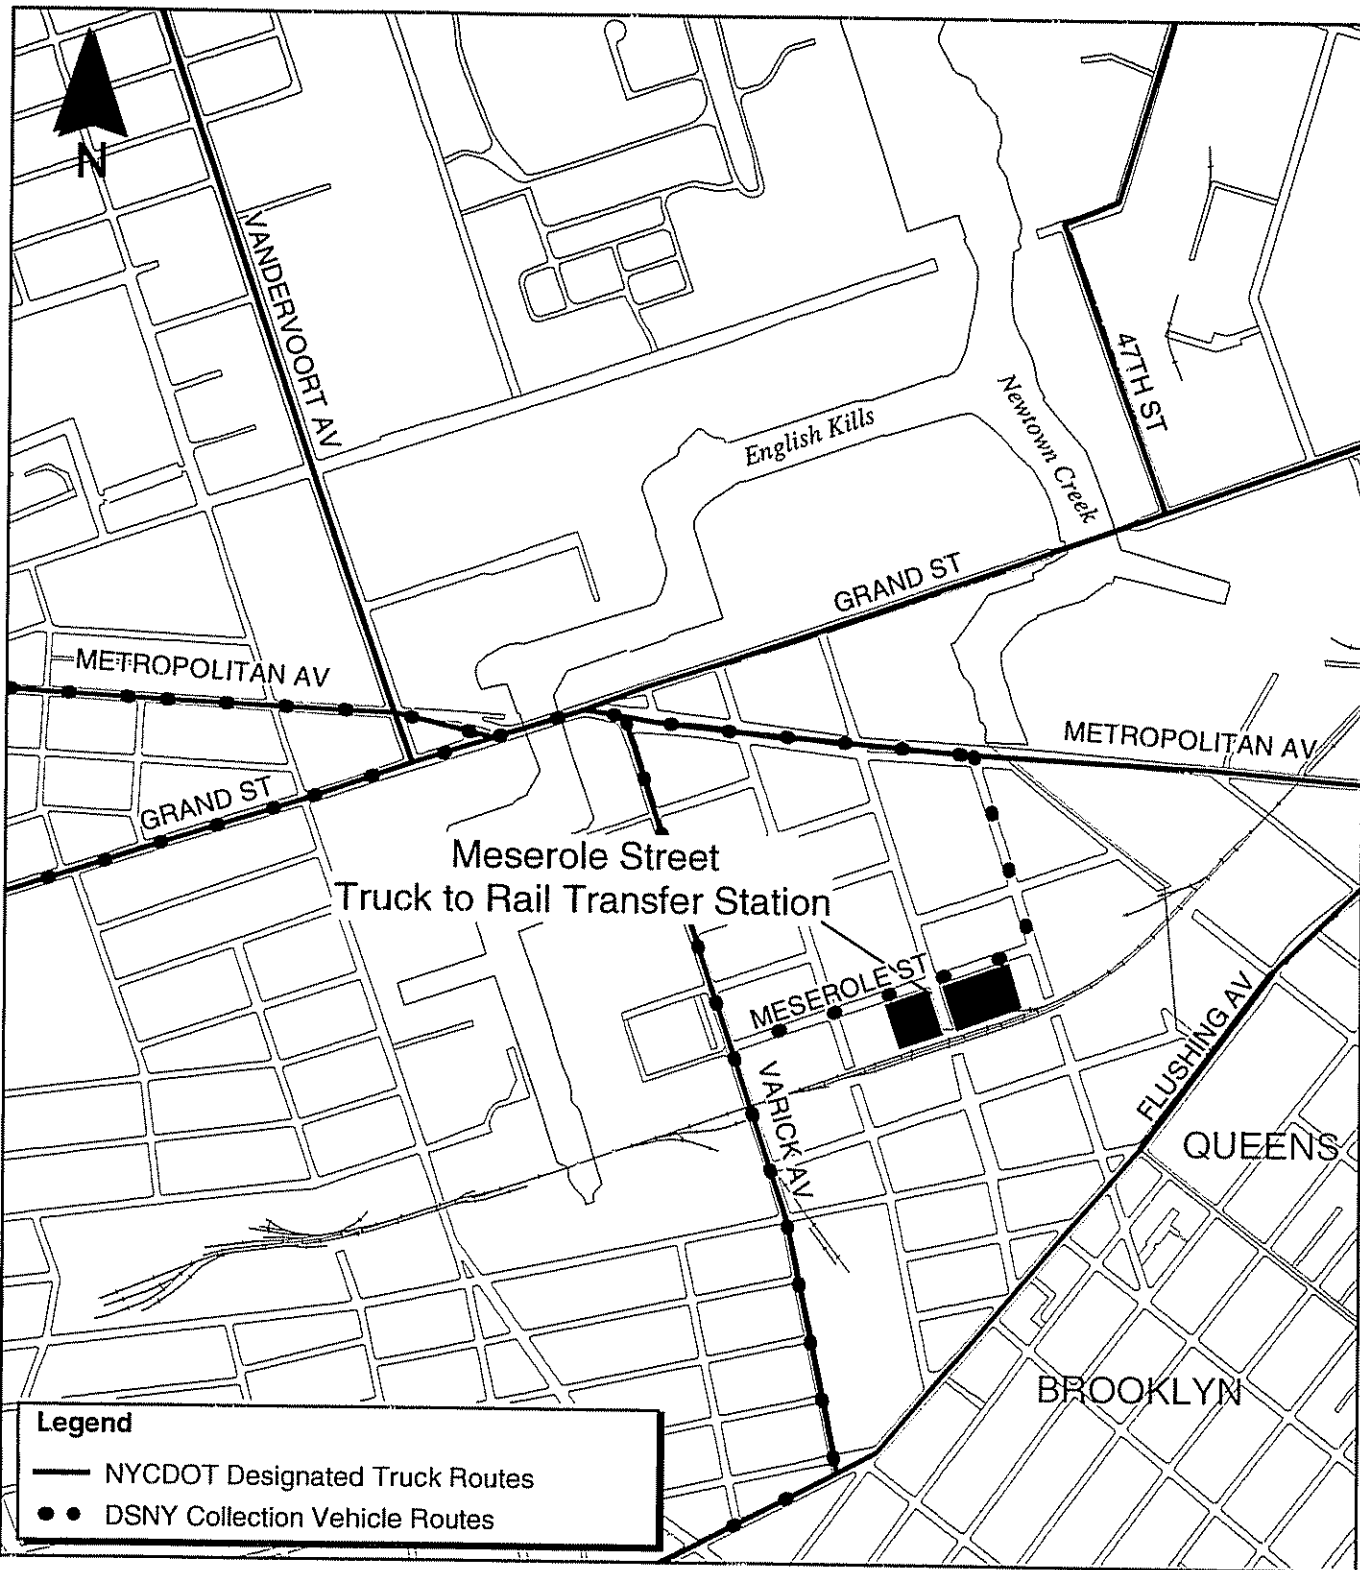 N
VANDERVOORT AV
47TH ST
English Kills
Newtown Creek
GRAND ST
METROPOLITAN AV
METROPOLITAN AV
GRAND ST
Meserole Street
Truck to Rail Transfer Station
MESEROLE ST
VARICK AV
FLUSHING AV
QUEENS
BROOKLYN
Legend
NYCDOT Designated Truck Routes
DSNY Collection Vehicle Routes